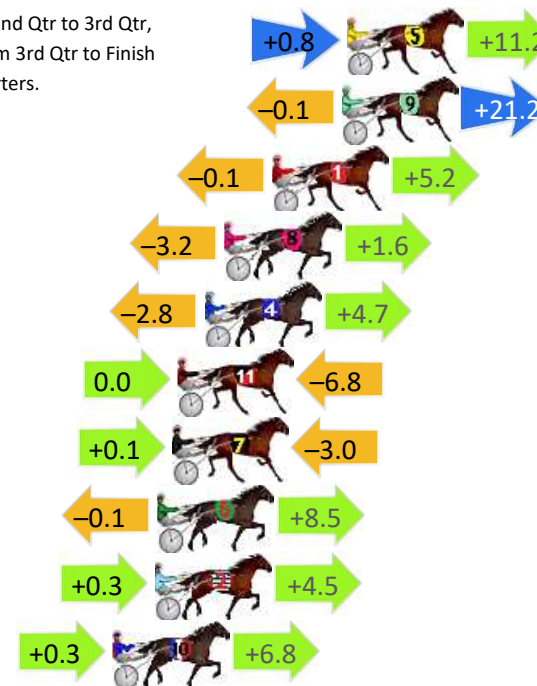 nd Qtr to 3rd Qtr,
m 3rd Qtr to Finish
rters.
+0.8 5 +11.2
–0.1 9 +21.2
–0.1 1 +5.2
–3.2 8 +1.6
–2.8 4 +4.7
0.0 11 –6.8
+0.1 7 –3.0
–0.1 +8.5
+0.3 2 +4.5
+0.3 10 +6.8